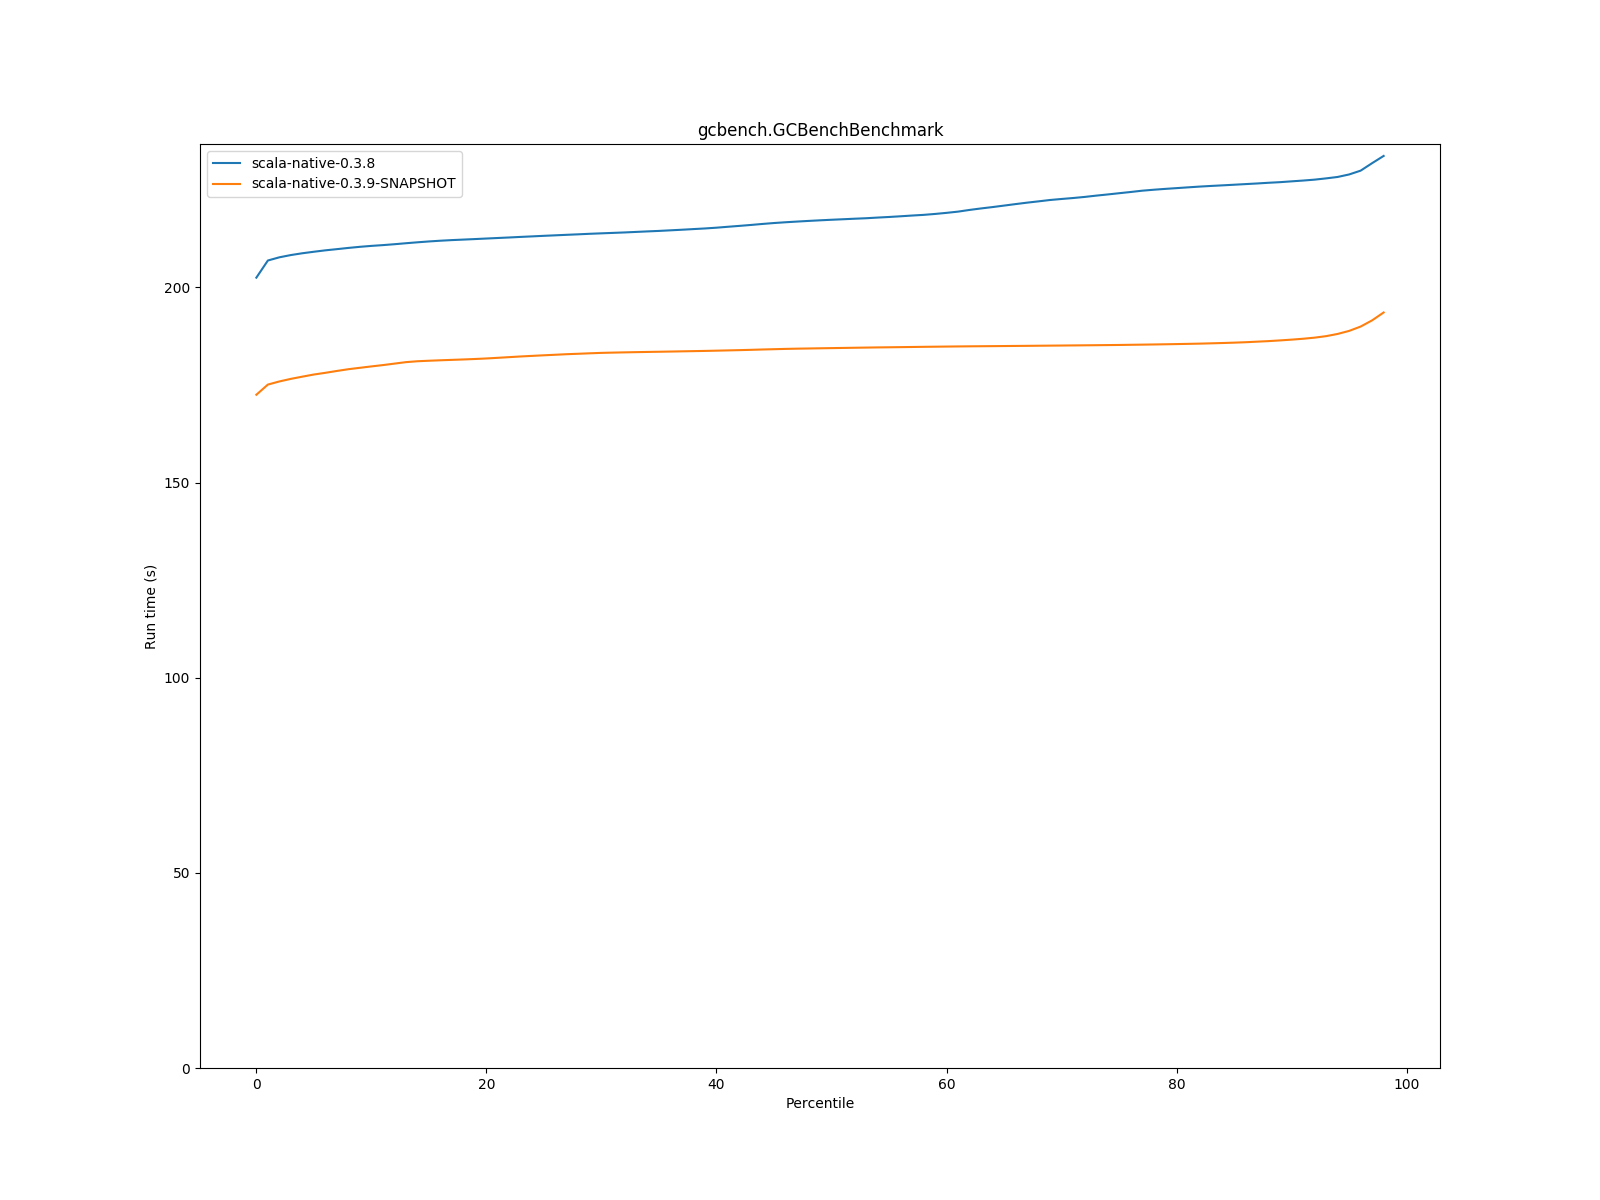 gcbench.GCBenchBenchmark
scala-native-0.3.8
scala-native-0.3.9-SNAPSHOT
200
150
100
50
0
Run time (s)
0 20 40 60 80 100
Percentile